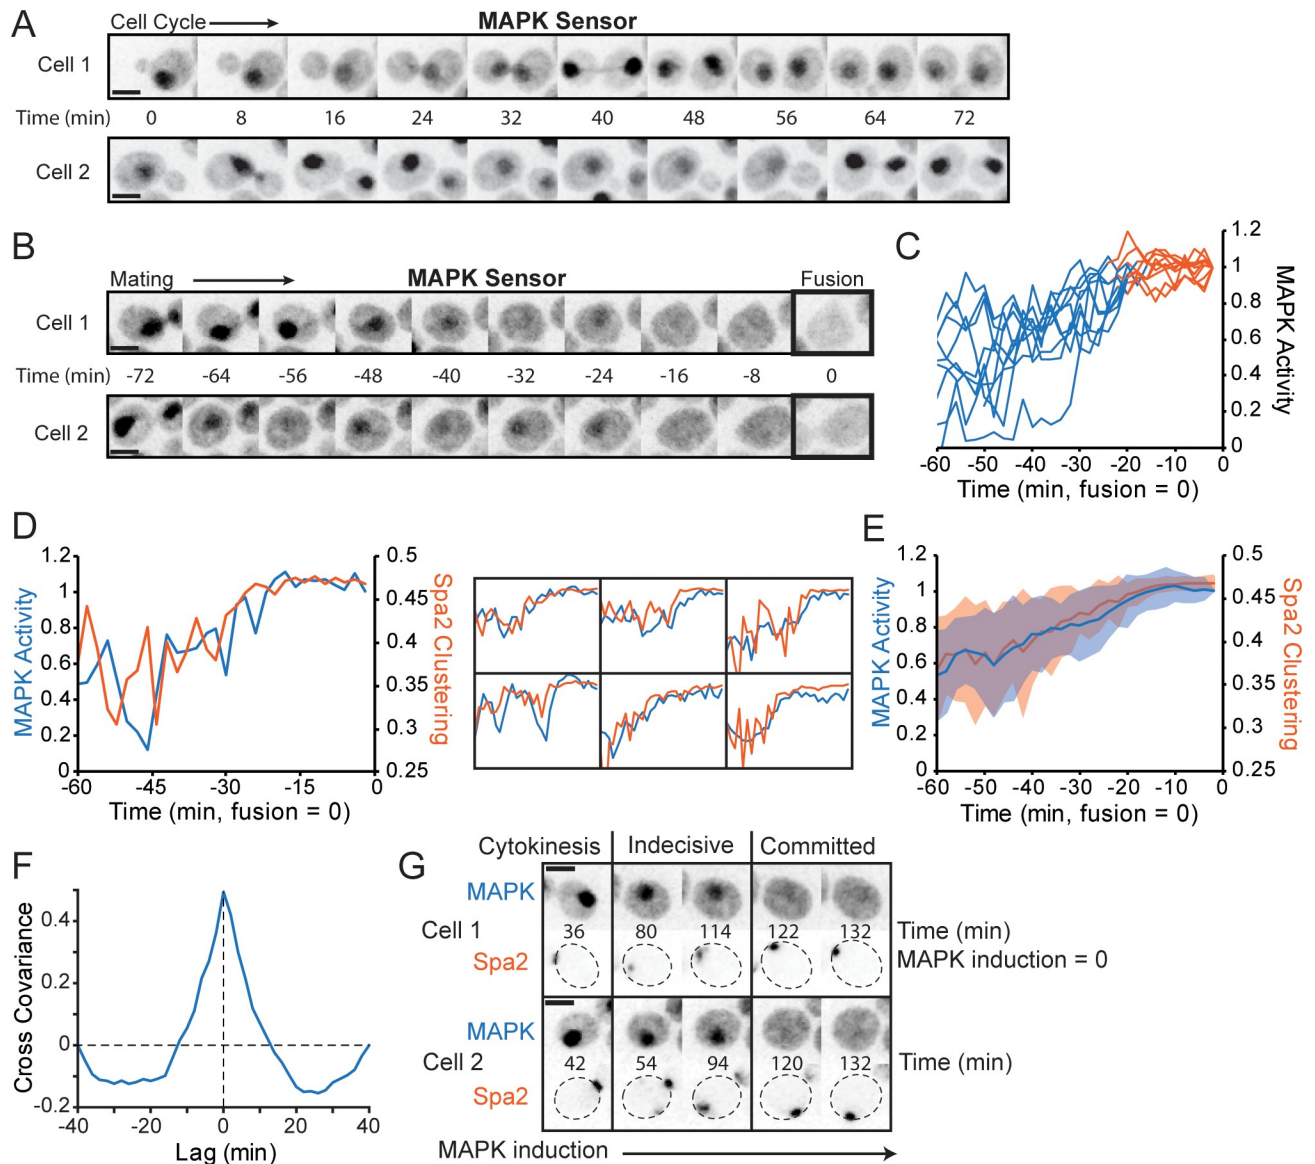 A
Cell Cycle
MAPK Sensor
Cell 1
Time (min) 0 8 16 24 32 40 48 56 64 72
Cell 2
B
Mating
MAPK Sensor
Fusion
Cell 1
Time (min) -72 -64 -56 -48 -40 -32 -24 -16 -8 0
Cell 2
C
1.2
1
0.8
0.6
0.4
0.2
0
MAPK Activity
-60 -50 -40 -30 -20 -10 0
Time (min, fusion = 0)
D
1.2
1
0.8
0.6
0.4
0.2
0
MAPK Activity
0.5
0.45
0.4
0.35
0.3
0.25
Spa2 Clustering
-60 -45 -30 -15 0
Time (min, fusion = 0)
E
1.2
1
0.8
0.6
0.4
0.2
0
MAPK Activity
0.5
0.45
0.4
0.35
0.3
0.25
Spa2 Clustering
-60 -50 -40 -30 -20 -10 0
Time (min, fusion = 0)
F
0.4
0.2
0
-0.2
Cross Covariance
-40 -20 0 20 40
Lag (min)
G
Cytokinesis Indecisive Committed
MAPK
Cell 1 36 80 114 122 132 Time (min)
Spa2
MAPK induction = 0
MAPK
Cell 2 42 54 94 120 132 Time (min)
Spa2
MAPK induction